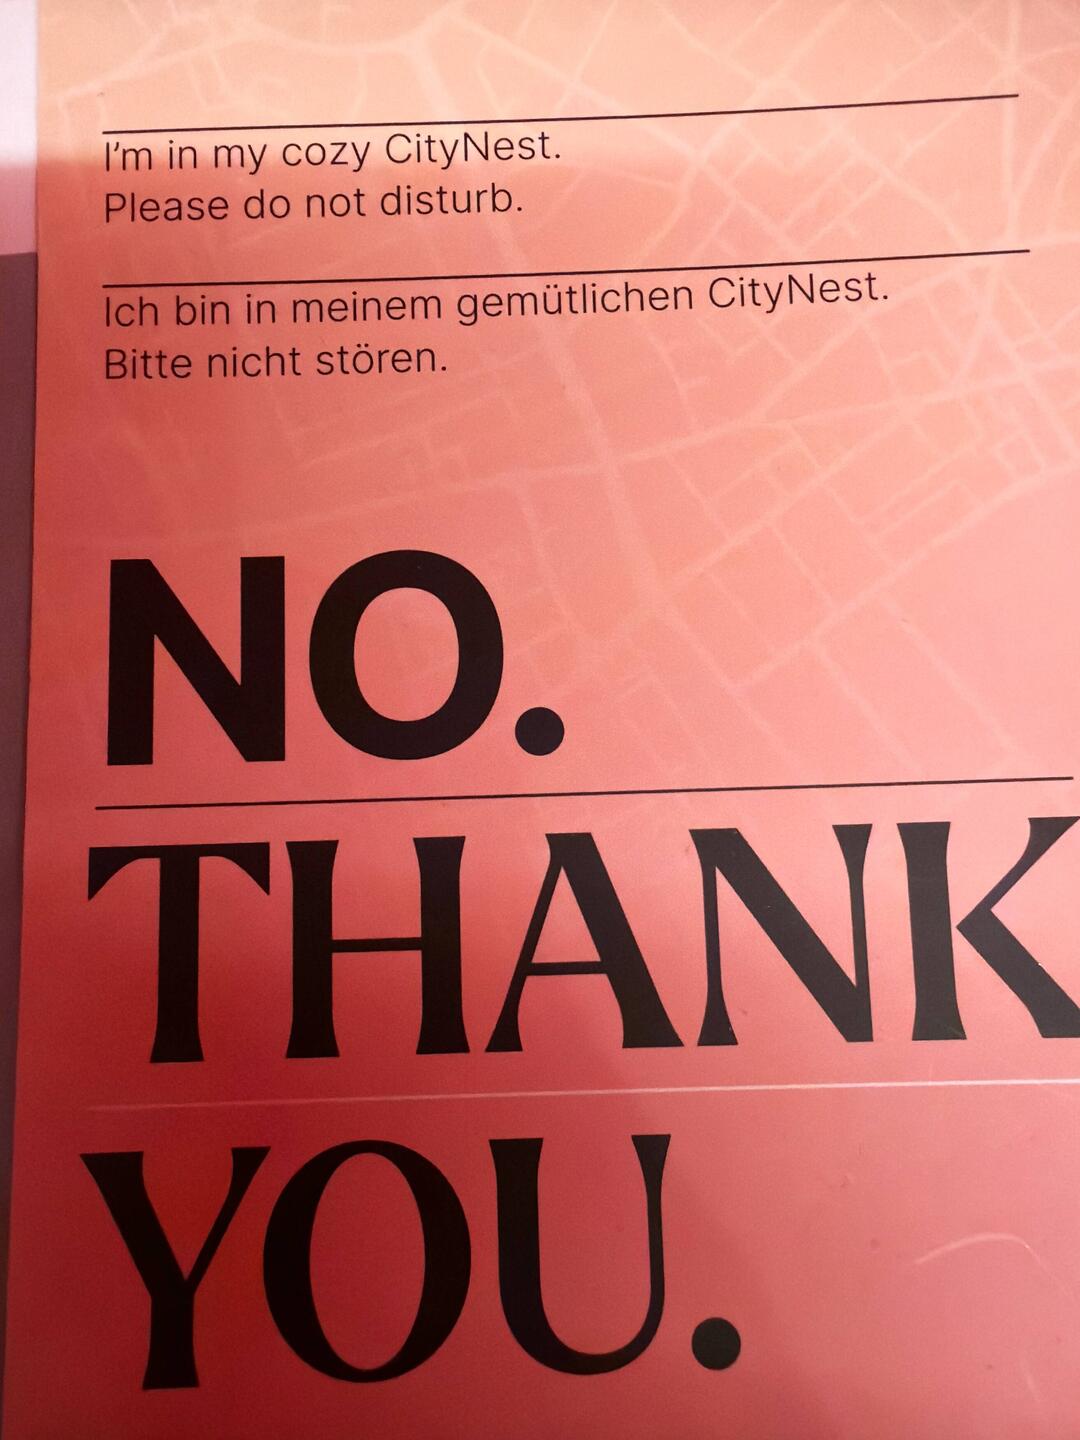 I'm in my cozy CityNest.
Please do not disturb.
Ich bin in meinem gemütlichen CityNest.
Bitte nicht stören.
NO.
THANK
YOU.